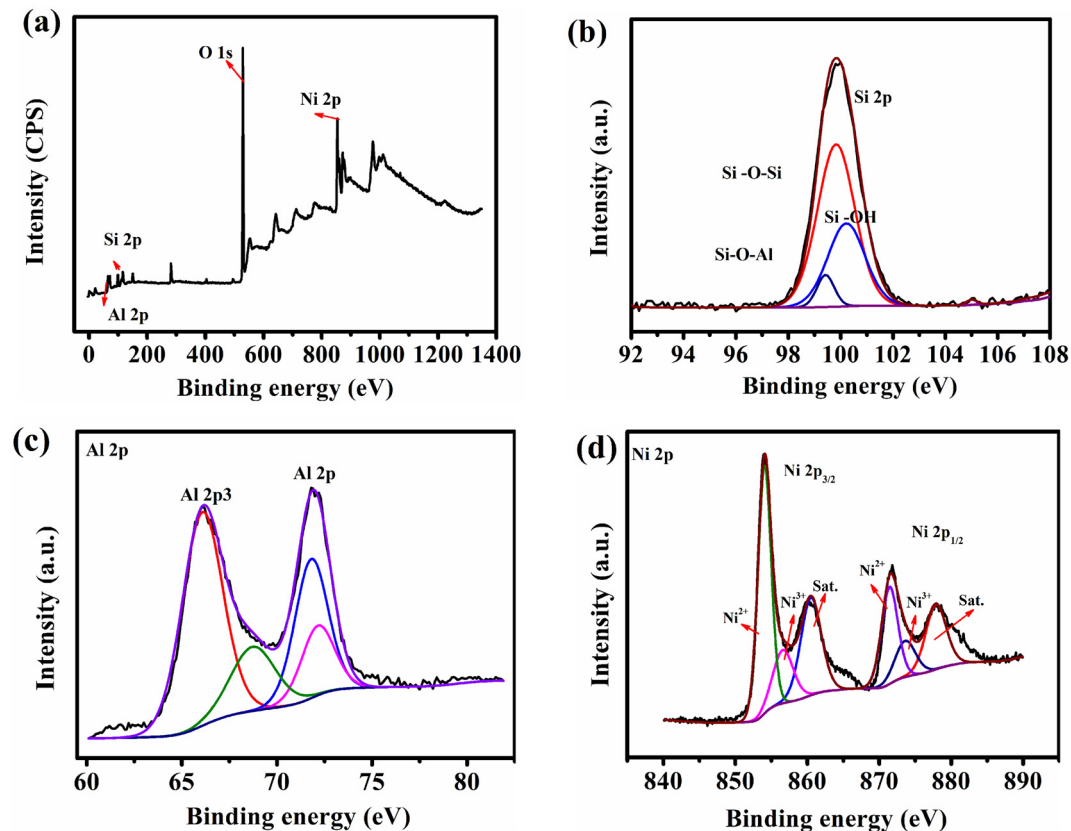 (a)
O 1s
Ni 2p
Si 2p
Al 2p
Intensity (CPS)
0 200 400 600 800 1000 1200 1400
Binding energy (eV)
(b)
Si 2p
Si -O-Si
Si -OH
Si-O-Al
Intensity (a.u.)
92 94 96 98 100 102 104 106 108
Binding energy (eV)
(c)
Al 2p
Al 2p3
Al 2p
Intensity (a.u.)
60 65 70 75 80
Binding energy (eV)
(d)
Ni 2p
Ni 2p3/2
Ni 2p1/2
Ni2+
Ni3+
Sat.
Ni2+
Ni3+
Sat.
Intensity (a.u.)
840 850 860 870 880 890
Binding energy (eV)